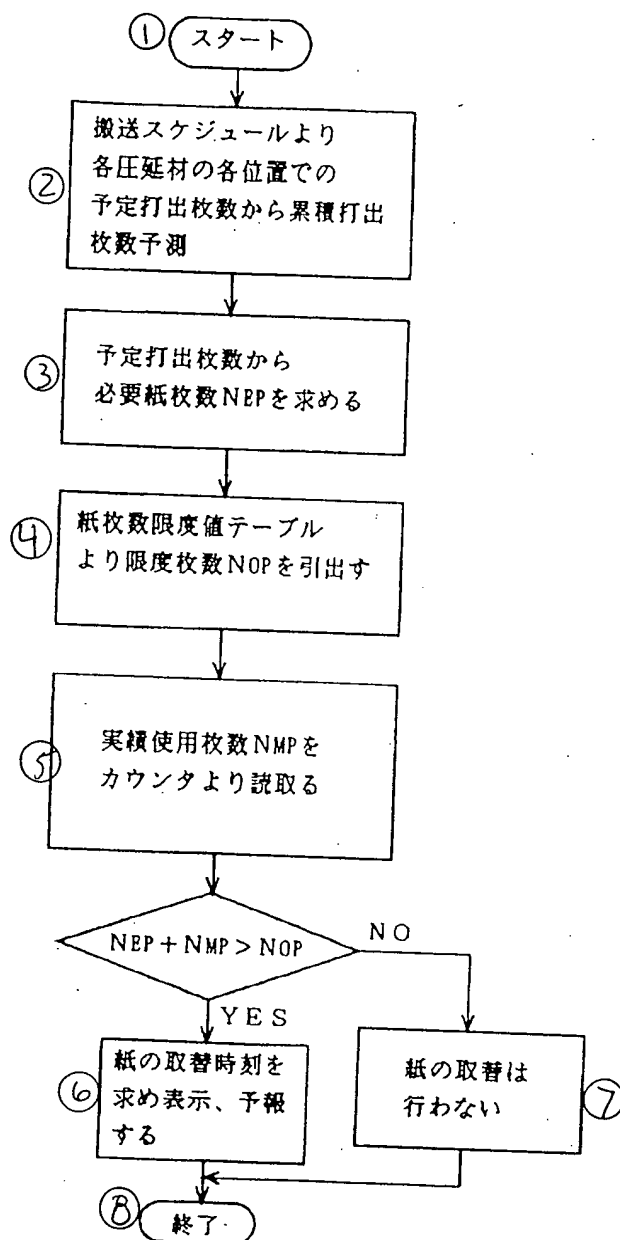 ① スタート
搬送スケジュールより
各圧延材の各位置での
② 予定打出枚数から累積打出
枚数予測
③ 予定打出枚数から
必要紙枚数NEPを求める
④ 紙枚数限度値テーブル
より限度枚数NOPを引出す
⑤ 実績使用枚数NMPを
カウンタより読取る
NEP+NMP>NOP
NO
YES
紙の取替時刻を
⑥ 求め表示、予報
する
紙の取替は
行わない ⑦
⑧ 終了